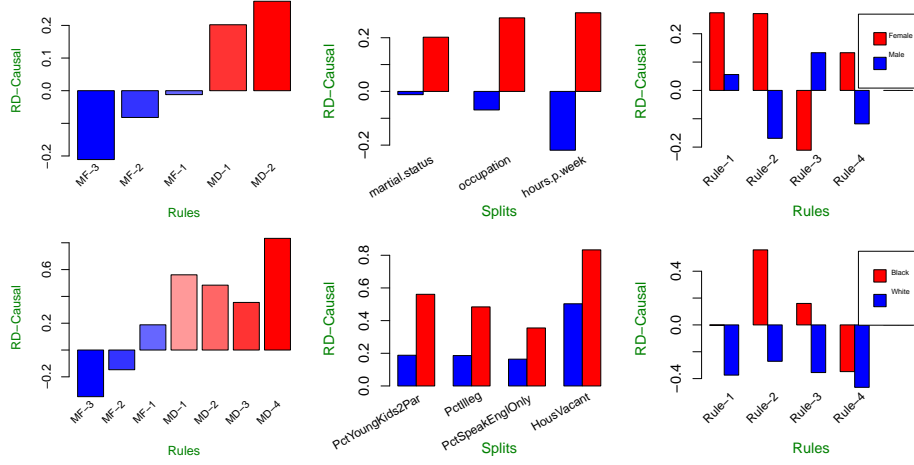 RD−Causal
0.2
0.0
0.2
MF−3
MF−2
MF−1
MD−1
MD−2
Rules
RD−Causal
0.2
0.0
0.2
martial.status
occupation
hours.p.week
Splits
RD−Causal
0.2
0.0
0.2
Rule−1
Rule−2
Rule−3
Rule−4
Rules
Female
Male
RD−Causal
0.6
0.2
−0.2
MF−3
MF−2
MF−1
MD−1
MD−2
MD−3
MD−4
Rules
RD−Causal
0.8
0.6
0.4
0.2
0.0
PctYoungKids2Par
PctIlleg
PctSpeakEnglOnly
HousVacant
Splits
RD−Causal
0.4
0.0
−0.4
Rule−1
Rule−2
Rule−3
Rule−4
Rules
Black
White